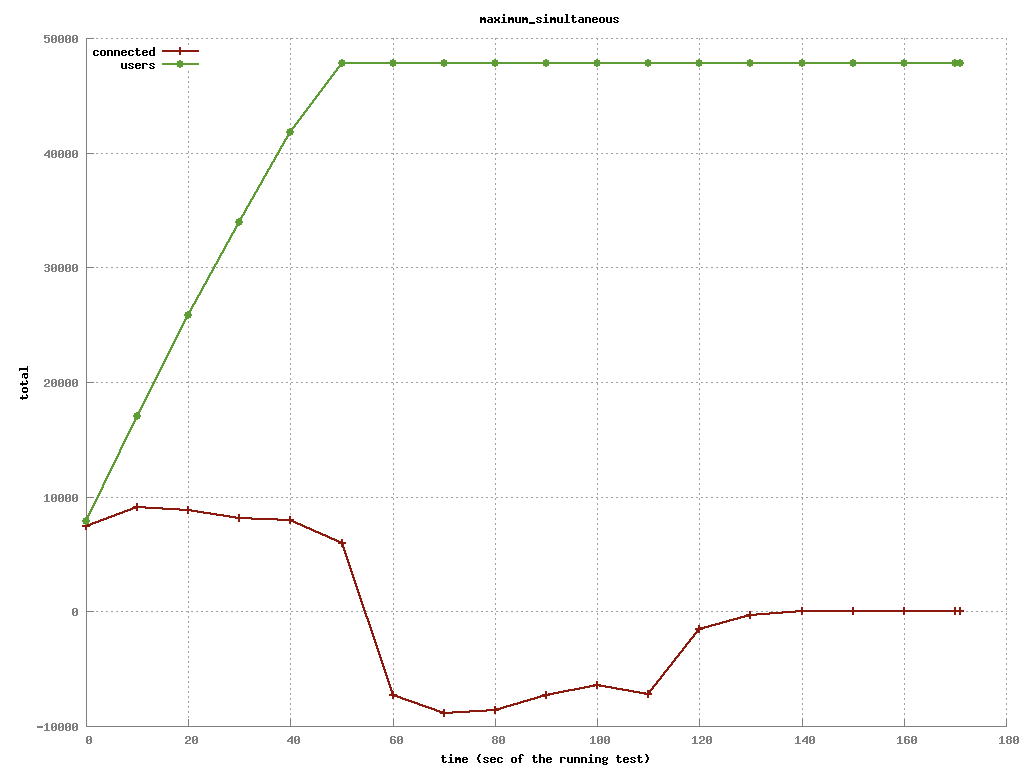 maximum_simultaneous
50000
connected
users
40000
30000
20000
10000
0
-10000
total
0 20 40 60 80 100 120 140 160 180
time (sec of the running test)